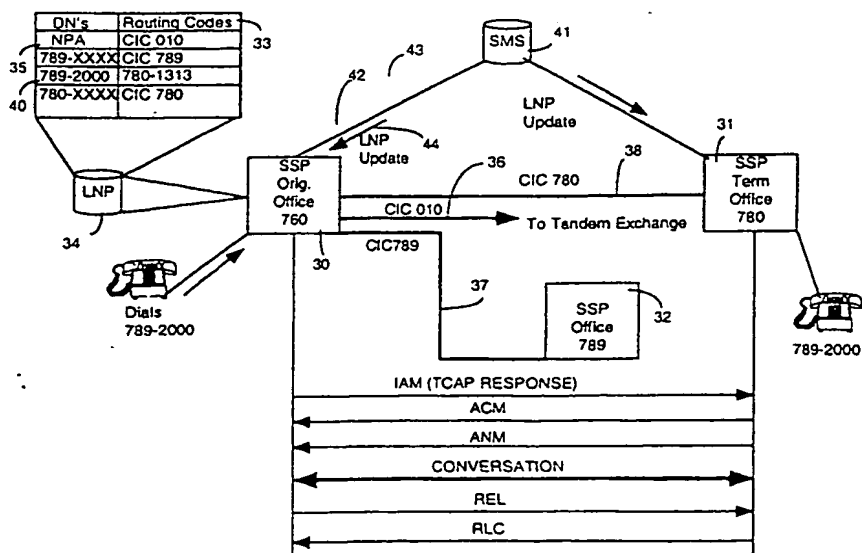 DN's Routing Codes
NPA CIC 010
789-XXXX CIC 789
789-2000 780-1313
780-XXXX CIC 780
33
35
40
SMS
41
43
42
44
LNP
Update
LNP
Update
31
36
38
SSP
Orig.
Office
760
SSP
Term
Office
780
LNP
34
CIC 780
CIC 010
To Tandem Exchange
30
CIC789
37
32
SSP
Office
789
Dials
789-2000
789-2000
IAM (TCAP RESPONSE)
ACM
ANM
CONVERSATION
REL
RLC